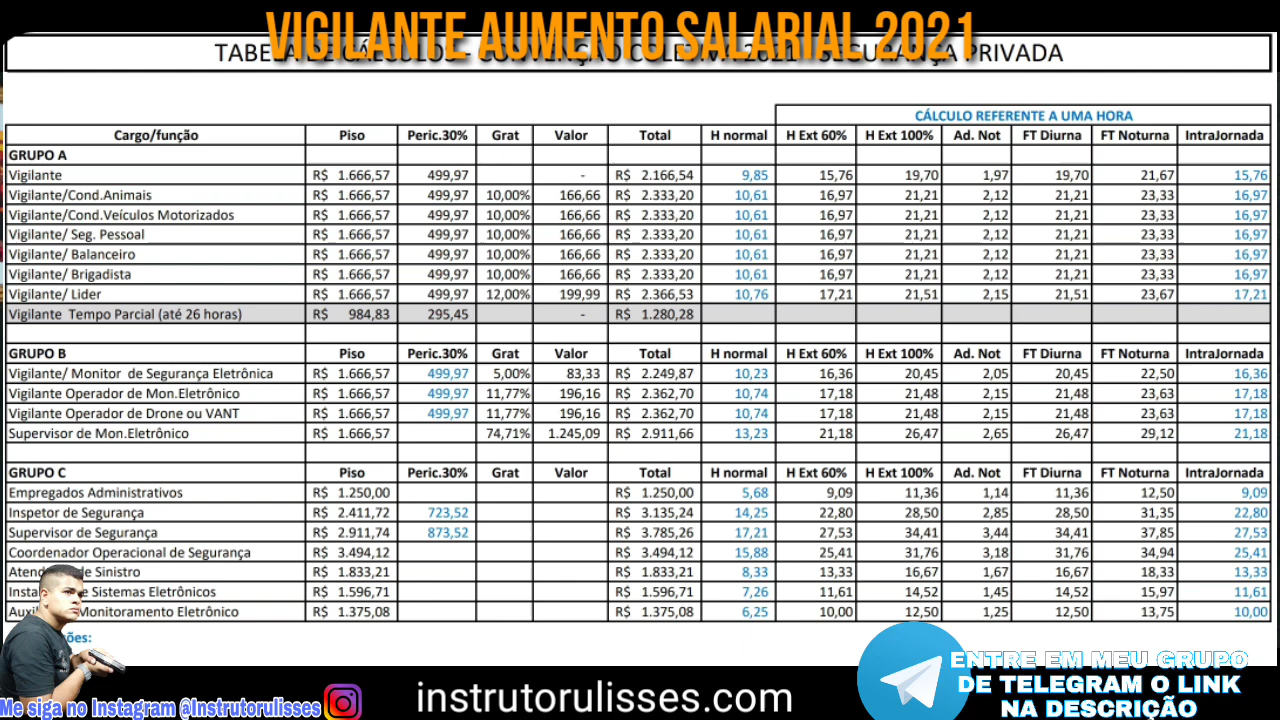 VIGILANTE AUMENTO SALARIAL 2021
TABELA DE CÁLCULOS - CONVENÇÃO COLETIVA 2021 - SEGURANÇA PRIVADA
CÁLCULO REFERENTE A UMA HORA
Cargo/função Piso Peric.30% Grat Valor Total H normal H Ext 60% H Ext 100% Ad. Not FT Diurna FT Noturna IntraJornada
GRUPO A
Vigilante R$ 1.666,57 499,97 - R$ 2.166,54 9,85 15,76 19,70 1,97 19,70 21,67 15,76
Vigilante/Cond.Animais R$ 1.666,57 499,97 10,00% 166,66 R$ 2.333,20 10,61 16,97 21,21 2,12 21,21 23,33 16,97
Vigilante/Cond.Veículos Motorizados R$ 1.666,57 499,97 10,00% 166,66 R$ 2.333,20 10,61 16,97 21,21 2,12 21,21 23,33 16,97
Vigilante/ Seg. Pessoal R$ 1.666,57 499,97 10,00% 166,66 R$ 2.333,20 10,61 16,97 21,21 2,12 21,21 23,33 16,97
Vigilante/ Balanceiro R$ 1.666,57 499,97 10,00% 166,66 R$ 2.333,20 10,61 16,97 21,21 2,12 21,21 23,33 16,97
Vigilante/ Brigadista R$ 1.666,57 499,97 10,00% 166,66 R$ 2.333,20 10,61 16,97 21,21 2,12 21,21 23,33 16,97
Vigilante/ Lider R$ 1.666,57 499,97 12,00% 199,99 R$ 2.366,53 10,76 17,21 21,51 2,15 21,51 23,67 17,21
Vigilante Tempo Parcial (até 26 horas) R$ 984,83 295,45 - R$ 1.280,28
GRUPO B Piso Peric.30% Grat Valor Total H normal H Ext 60% H Ext 100% Ad. Not FT Diurna FT Noturna IntraJornada
Vigilante/ Monitor de Segurança Eletrônica R$ 1.666,57 499,97 5,00% 83,33 R$ 2.249,87 10,23 16,36 20,45 2,05 20,45 22,50 16,36
Vigilante Operador de Mon.Eletrônico R$ 1.666,57 499,97 11,77% 196,16 R$ 2.362,70 10,74 17,18 21,48 2,15 21,48 23,63 17,18
Vigilante Operador de Drone ou VANT R$ 1.666,57 499,97 11,77% 196,16 R$ 2.362,70 10,74 17,18 21,48 2,15 21,48 23,63 17,18
Supervisor de Mon.Eletrônico R$ 1.666,57 74,71% 1.245,09 R$ 2.911,66 13,23 21,18 26,47 2,65 26,47 29,12 21,18
GRUPO C Piso Peric.30% Grat Valor Total H normal H Ext 60% H Ext 100% Ad. Not FT Diurna FT Noturna IntraJornada
Empregados Administrativos R$ 1.250,00 R$ 1.250,00 5,68 9,09 11,36 1,14 11,36 12,50 9,09
Inspetor de Segurança R$ 2.411,72 723,52 R$ 3.135,24 14,25 22,80 28,50 2,85 28,50 31,35 22,80
Supervisor de Segurança R$ 2.911,74 873,52 R$ 3.785,26 17,21 27,53 34,41 3,44 34,41 37,85 27,53
Coordenador Operacional de Segurança R$ 3.494,12 R$ 3.494,12 15,88 25,41 31,76 3,18 31,76 34,94 25,41
Aten de Sinistro R$ 1.833,21 R$ 1.833,21 8,33 13,33 16,67 1,67 16,67 18,33 13,33
Insta e Sistemas Eletrônicos R$ 1.596,71 R$ 1.596,71 7,26 11,61 14,52 1,45 14,52 15,97 11,61
Auxi Monitoramento Eletrônico R$ 1.375,08 R$ 1.375,08 6,25 10,00 12,50 1,25 12,50 13,75 10,00
ões:
Me siga no Instagram @Instrutorulisses
instrutorulisses.com
ENTRE EM MEU GRUPO
DE TELEGRAM O LINK
NA DESCRIÇÃO